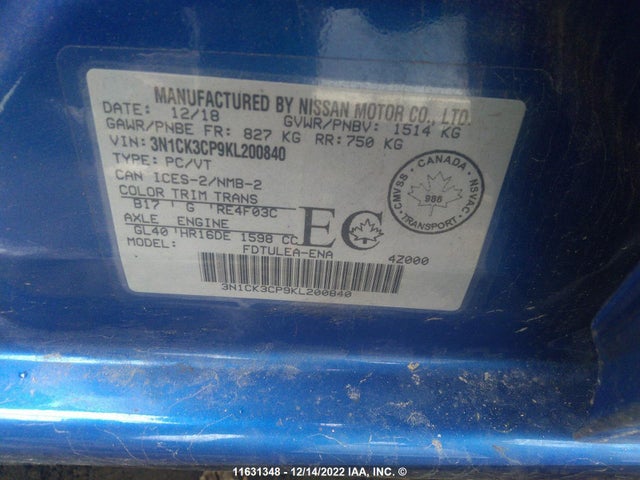 MANUFACTURED BY NISSAN MOTOR CO., LTD.
DATE: 12/18 GVWR/PNBV: 1514 KG
GAWR/PNBE FR: 827 KG RR: 750 KG
VIN: 3N1CK3CP9KL200840
TYPE: PC/VT
CAN ICES-2/NMB-2
COLOR TRIM TRANS
B17 G RE4F03C
AXLE ENGINE
GL40 HR16DE 1598 CC
MODEL: FDTULEA-ENA 4Z000
EC
CANADA
CMVSS NSVAC
986
TRANSPORT
3N1CK3CP9KL200840
11631348 - 12/14/2022 IAA, INC. ©